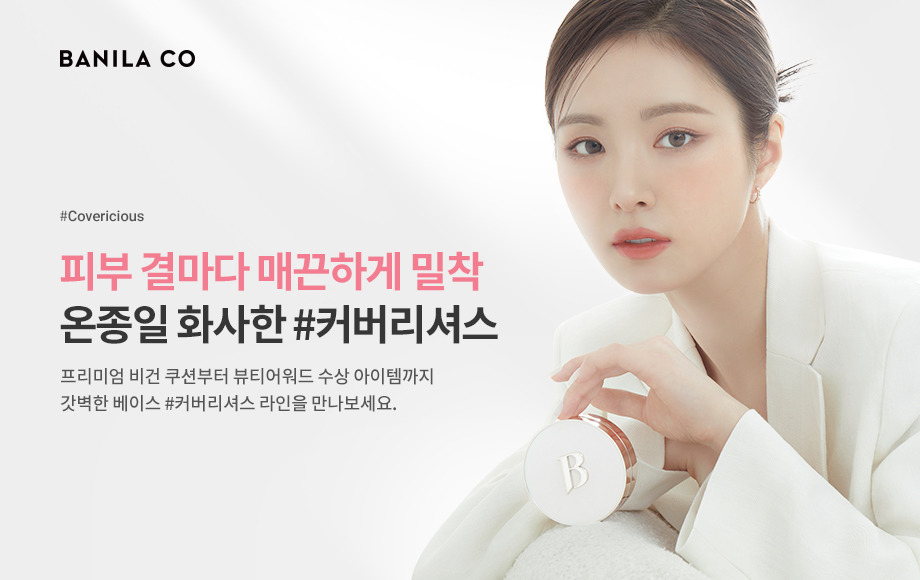 BANILA CO
#Covericious
피부 결마다 매끈하게 밀착
온종일 화사한 #커버리셔스
프리미엄 비건 쿠션부터 뷰티어워드 수상 아이템까지
갓벽한 베이스 #커버리셔스 라인을 만나보세요.
B